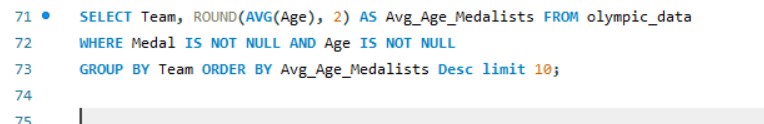 71 SELECT Team, ROUND(AVG(Age), 2) AS Avg_Age_Medalists FROM olympic_data
72 WHERE Medal IS NOT NULL AND Age IS NOT NULL
73 GROUP BY Team ORDER BY Avg_Age_Medalists Desc limit 10;
74
75